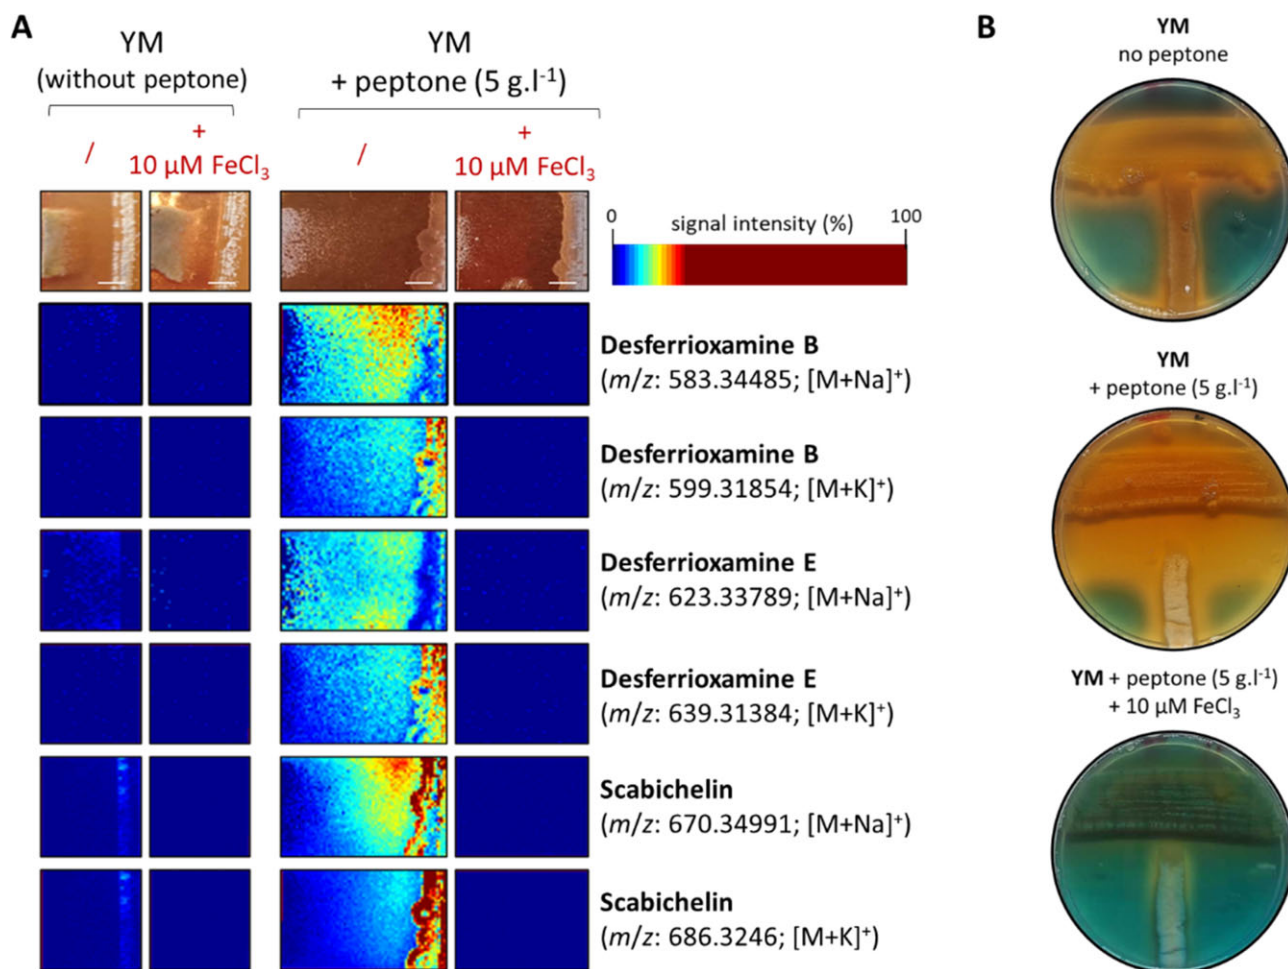 A
YM
(without peptone)
/
+
10 µM FeCl₃
YM
+ peptone (5 g.l⁻¹)
/
+
10 µM FeCl₃
0
signal intensity (%)
100
Desferrioxamine B
(m/z: 583.34485; [M+Na]⁺)
Desferrioxamine B
(m/z: 599.31854; [M+K]⁺)
Desferrioxamine E
(m/z: 623.33789; [M+Na]⁺)
Desferrioxamine E
(m/z: 639.31384; [M+K]⁺)
Scabichelin
(m/z: 670.34991; [M+Na]⁺)
Scabichelin
(m/z: 686.3246; [M+K]⁺)
B
YM
no peptone
YM
+ peptone (5 g.l⁻¹)
YM + peptone (5 g.l⁻¹)
+ 10 µM FeCl₃